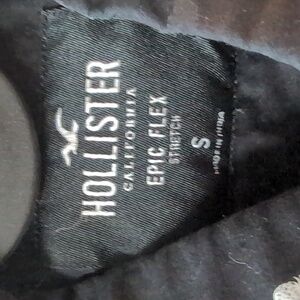 HOLLISTER
CALIFORNIA
EPIC FLEX
STRETCH
S
MADE IN CHINA